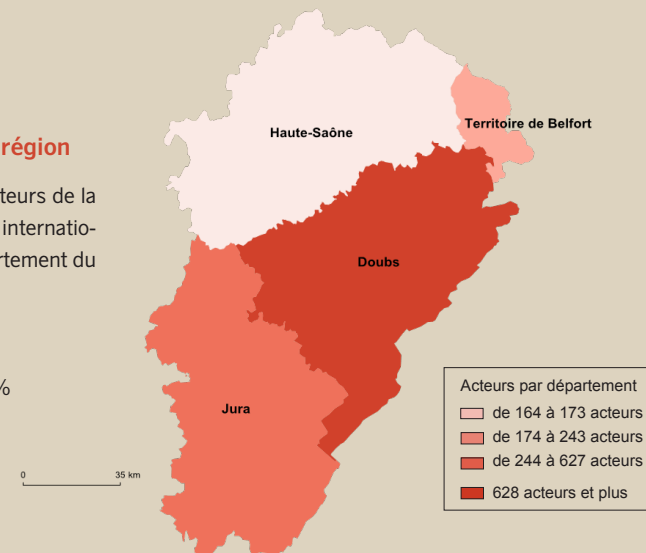 région
teurs de la
internatio-
rtement du
%
0 35 km
Haute-Saône
Territoire de Belfort
Doubs
Jura
Acteurs par département
de 164 à 173 acteurs
de 174 à 243 acteurs
de 244 à 627 acteurs
628 acteurs et plus